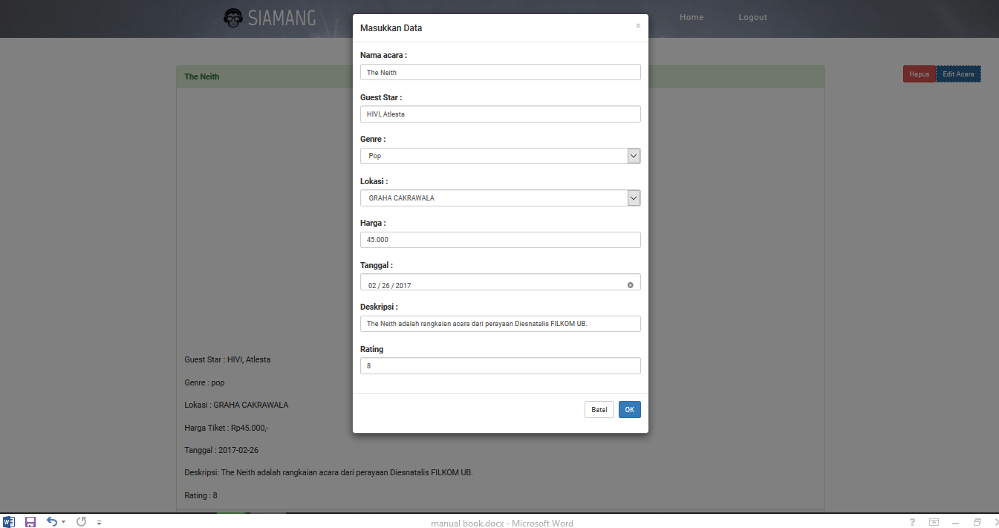 SIAMANG
Home
Logout
Masukkan Data
×
The Neith
Hapus
Edit Acara
Nama acara :
The Neith
Guest Star :
HIVI, Atlesta
Genre :
Pop
Lokasi :
GRAHA CAKRAWALA
Harga :
45.000
Tanggal :
02 / 26 / 2017
Deskripsi :
The Neith adalah rangkaian acara dari perayaan Diesnatalis FILKOM UB.
Rating
8
Batal
OK
Guest Star : HIVI, Atlesta
Genre : pop
Lokasi : GRAHA CAKRAWALA
Harga Tiket : Rp45.000,-
Tanggal : 2017-02-26
Deskripsi: The Neith adalah rangkaian acara dari perayaan Diesnatalis FILKOM UB.
Rating : 8
manual book.docx - Microsoft Word